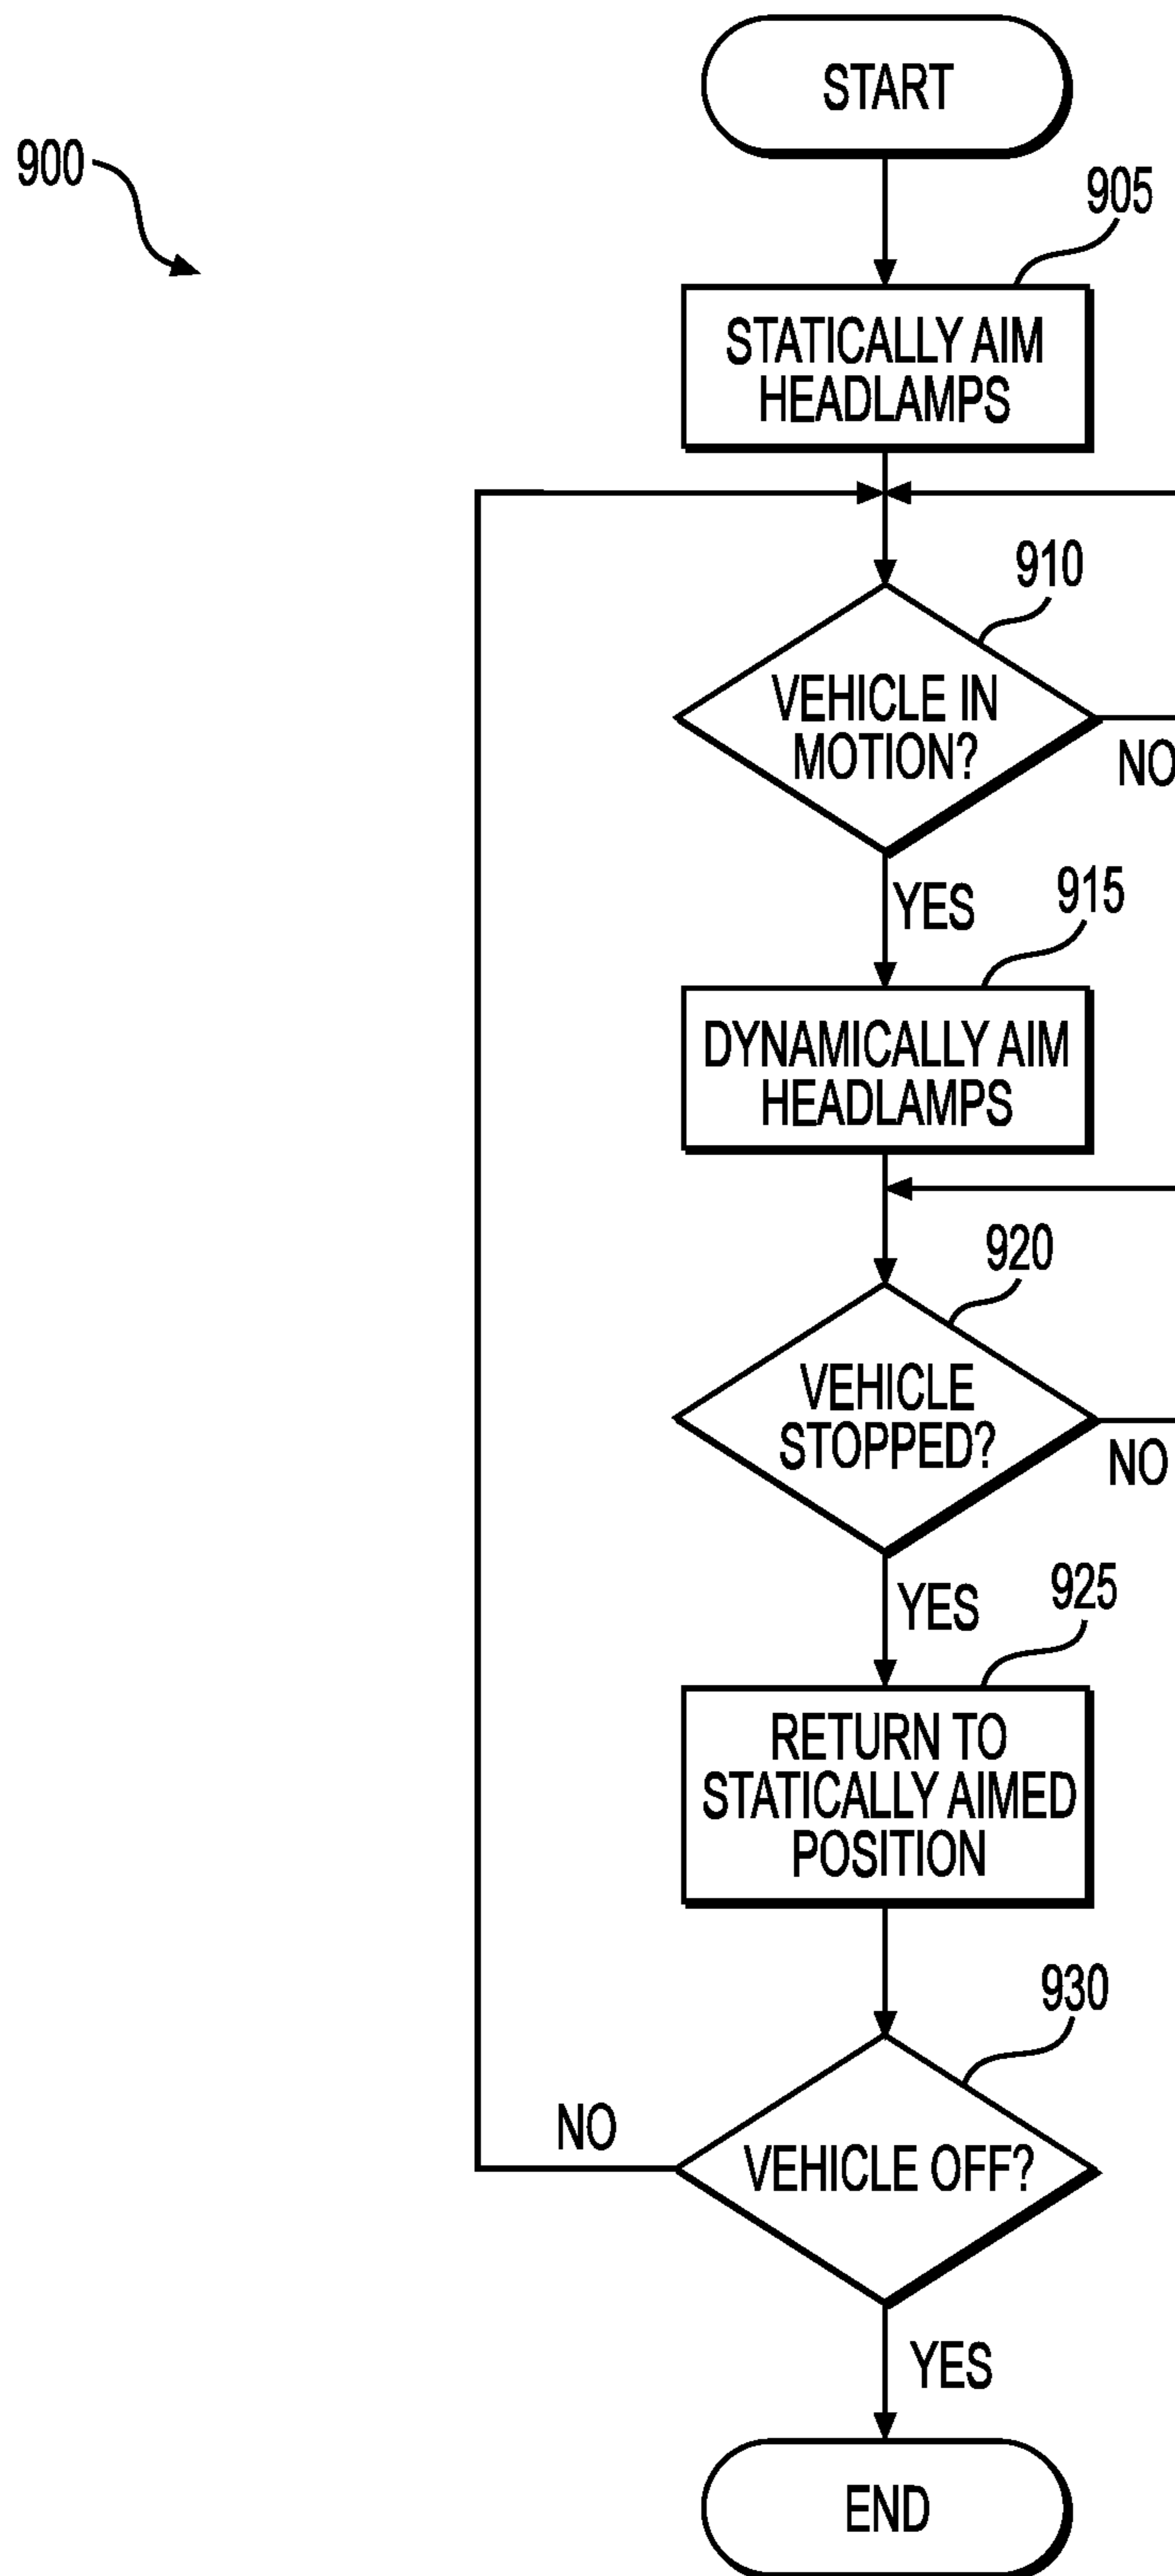 START
900
905
STATICALLY AIM
HEADLAMPS
910
VEHICLE IN
MOTION?
NO
YES
915
DYNAMICALLY AIM
HEADLAMPS
920
VEHICLE
STOPPED?
NO
YES
925
RETURN TO
STATICALLY AIMED
POSITION
930
NO
VEHICLE OFF?
YES
END